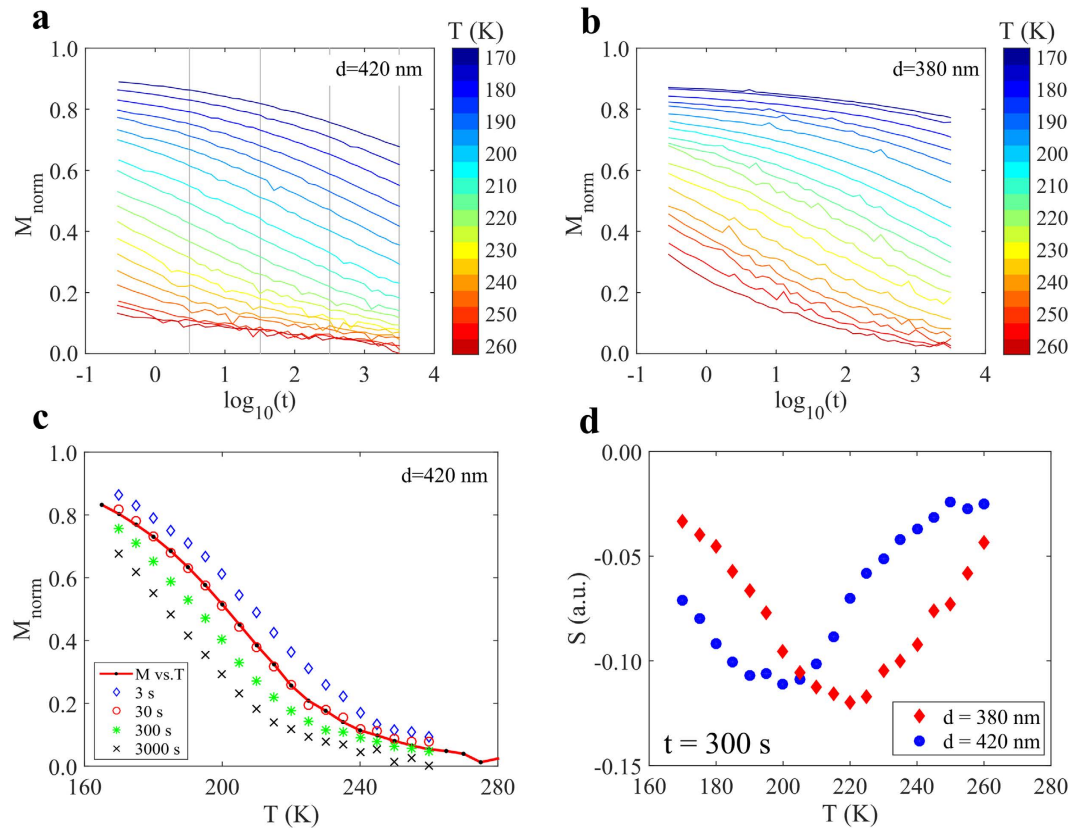 a
b
T (K)
T (K)
1.0
0.8
0.6
0.4
0.2
0.0
M_norm
d=420 nm
-1
0
1
2
3
4
log10(t)
170
180
190
200
210
220
230
240
250
260
1.0
0.8
0.6
0.4
0.2
0.0
M_norm
d=380 nm
-1
0
1
2
3
4
log10(t)
170
180
190
200
210
220
230
240
250
260
c
d
1.0
0.8
0.6
0.4
0.2
0.0
M_norm
d=420 nm
M vs.T
3 s
30 s
300 s
3000 s
160
200
240
280
T (K)
0.00
-0.05
-0.10
-0.15
S (a.u.)
t = 300 s
d = 380 nm
d = 420 nm
160
180
200
220
240
260
280
T (K)